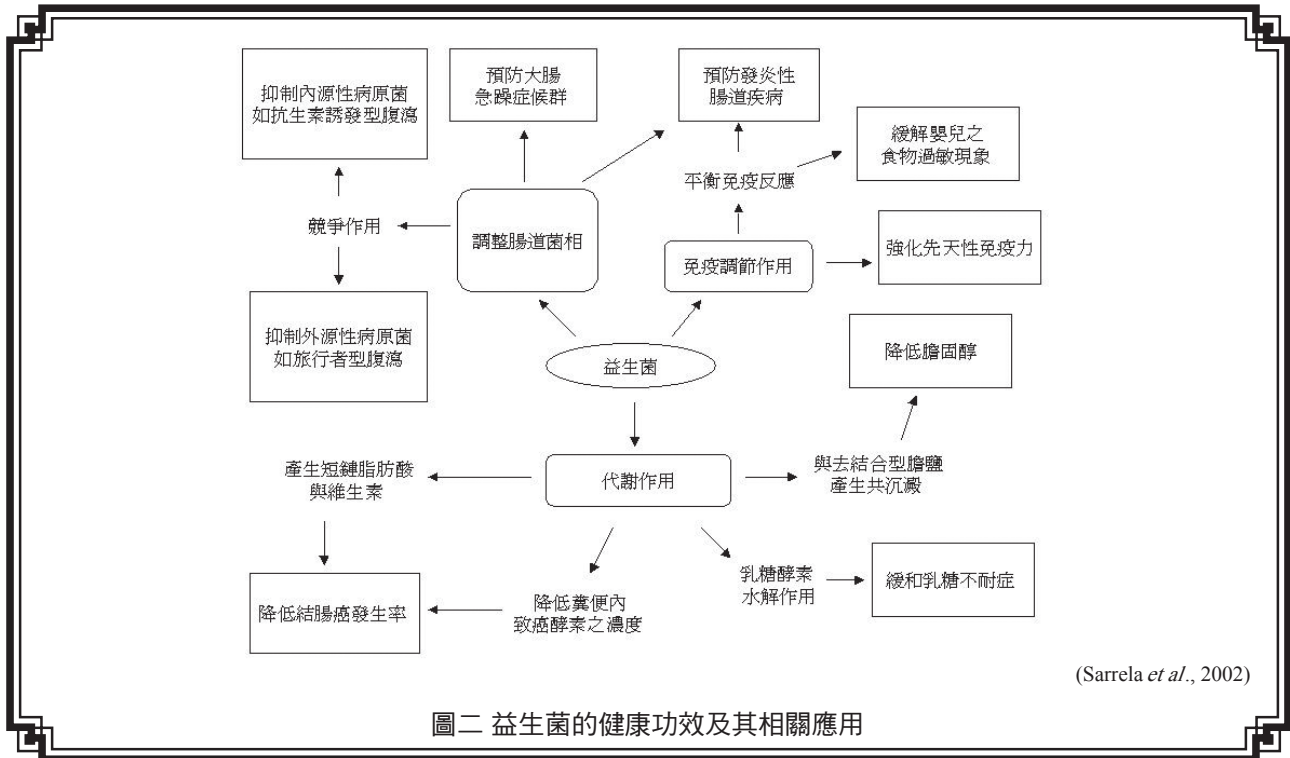 抑制內源性病原菌
如抗生素誘發型腹瀉
預防大腸
急躁症候群
預防發炎性
腸道疾病
緩解嬰兒之
食物過敏現象
平衡免疫反應
競爭作用
調整腸道菌相
免疫調節作用
強化先天性免疫力
抑制外源性病原菌
如旅行者型腹瀉
益生菌
降低膽固醇
產生短鏈脂肪酸
與維生素
代謝作用
與去結合型膽鹽
產生共沉澱
降低結腸癌發生率
降低糞便內
致癌酵素之濃度
乳糖酵素
水解作用
緩和乳糖不耐症
(Sarrela et al., 2002)
圖二 益生菌的健康功效及其相關應用